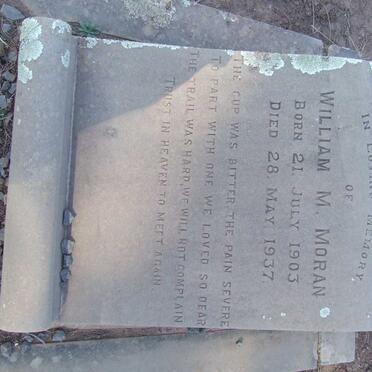 IN LOVING MEMORY
OF
WILLIAM M. MORAN
BORN 21 JULY 1903
DIED 28 MAY 1937.
THE CUP WAS BITTER, THE PAIN SEVERE
TO PART WITH ONE WE LOVED SO DEAR
THE TRAIL WAS HARD, WE WILL NOT COMPLAIN
TRUST IN HEAVEN TO MEET AGAIN